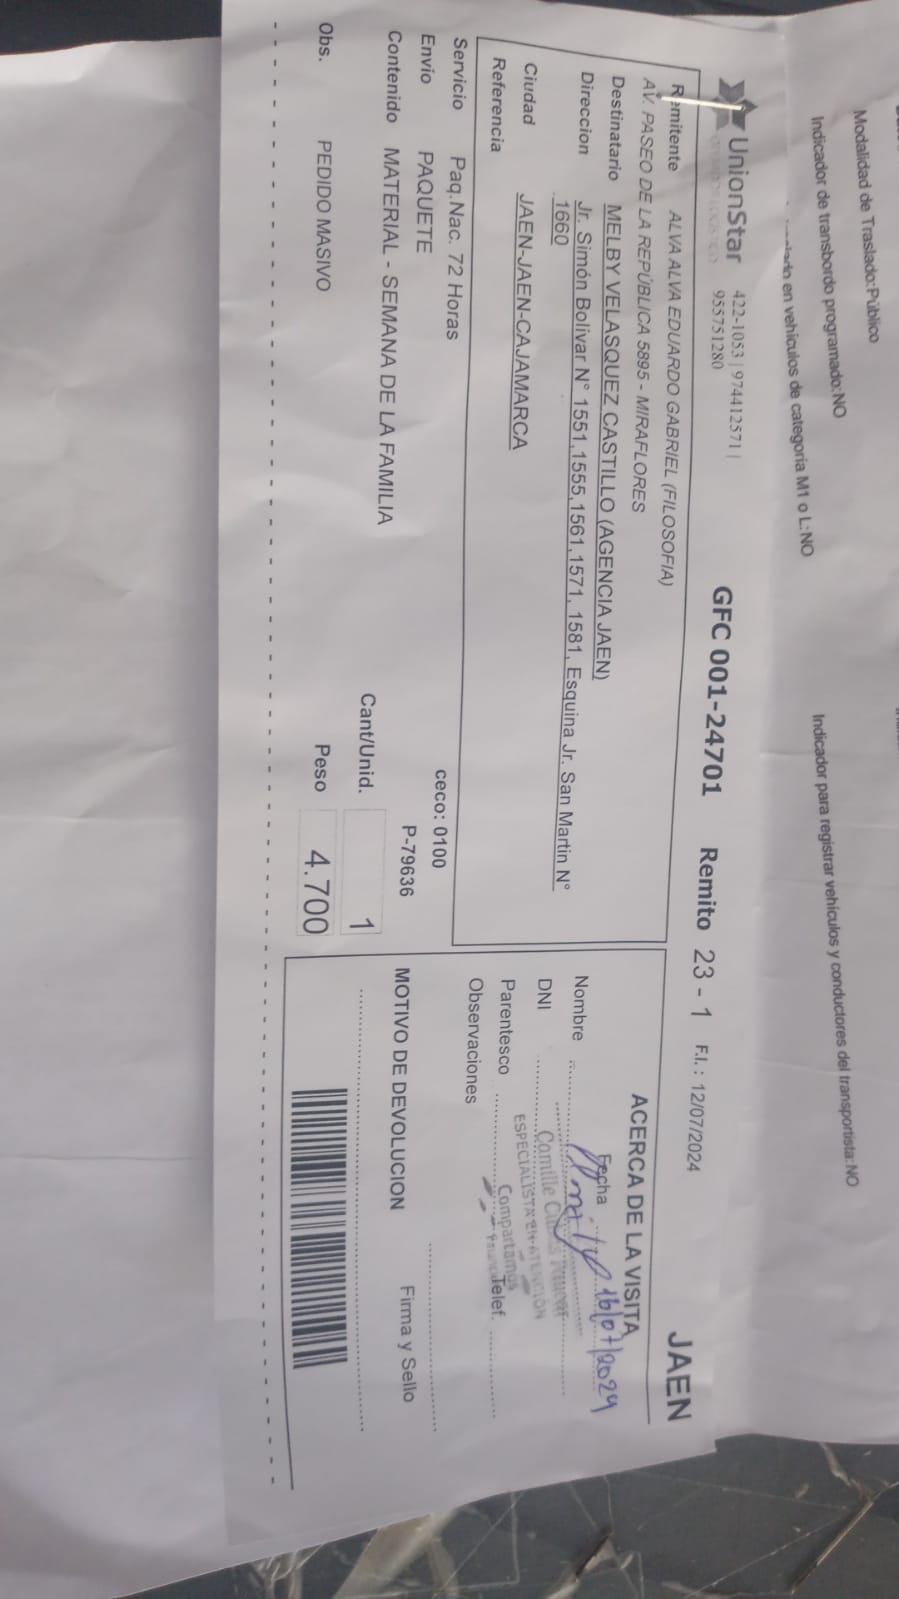 Modalidad de Traslado:Público
Indicador de transbordo programado:NO
en vehículos de categoria M1 o L:NO
Indicador para registrar vehículos y conductores del transportista:NO
UnionStar
422-1053 | 974412571 |
955751280
GFC 001-24701
Remito 23 - 1
F.I. : 12/07/2024
JAEN
Remitente ALVA ALVA EDUARDO GABRIEL (FILOSOFIA)
AV. PASEO DE LA REPÚBLICA 5895 - MIRAFLORES
Destinatario MELBY VELASQUEZ CASTILLO (AGENCIA JAEN)
Direccion Jr. Simón Bolivar N° 1551,1555,1561,1571, 1581, Esquina Jr. San Martin N°
1660
Ciudad JAEN-JAEN-CAJAMARCA
Referencia
Servicio Paq.Nac. 72 Horas
Envio PAQUETE
Contenido MATERIAL - SEMANA DE LA FAMILIA
Obs. PEDIDO MASIVO
ceco: 0100
P-79636
Cant/Unid. 1
Peso 4.700
ACERCA DE LA VISITA
Fecha 16/07/2024
Nombre
DNI
Camille
ESPECIALISTA EN ATENCIÓN
Parentesco
Compartamos
Telef.
Observaciones
MOTIVO DE DEVOLUCION
Firma y Sello